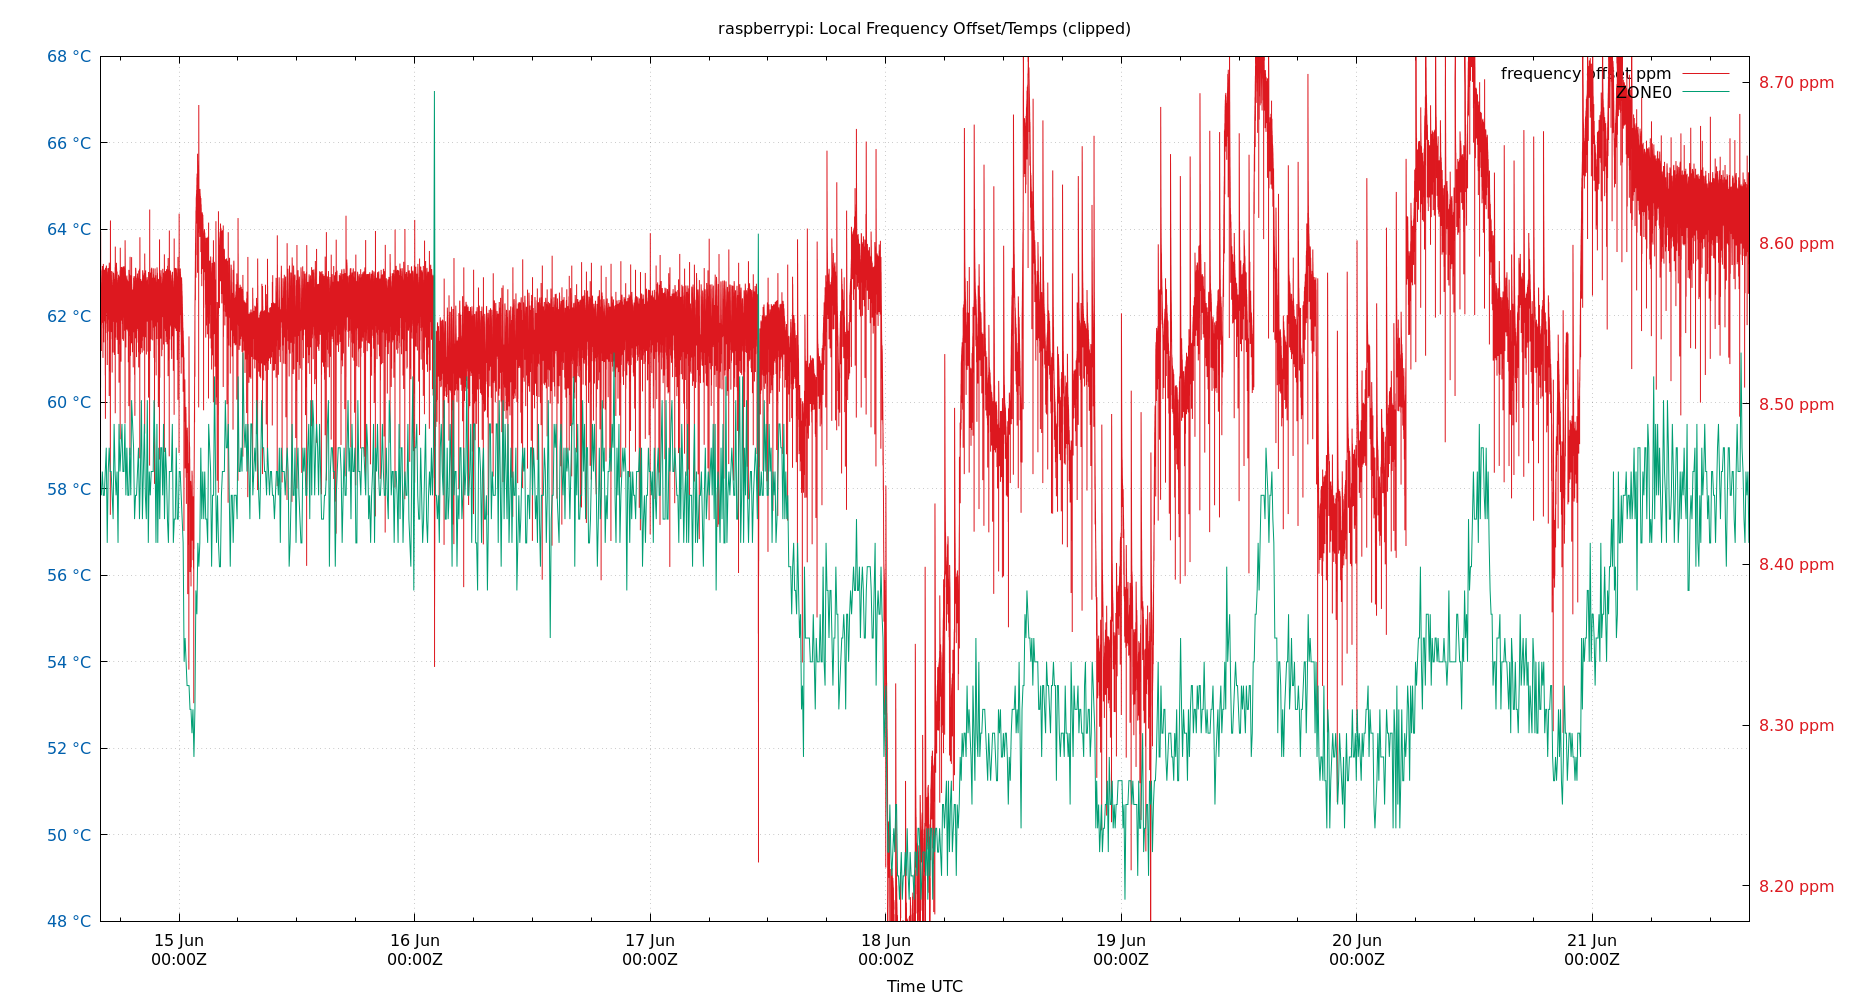 raspberrypi: Local Frequency Offset/Temps (clipped)
68 °C
66 °C
64 °C
62 °C
60 °C
58 °C
56 °C
54 °C
52 °C
50 °C
48 °C
frequency offset ppm
ZONE0
8.70 ppm
8.60 ppm
8.50 ppm
8.40 ppm
8.30 ppm
8.20 ppm
15 Jun
00:00Z
16 Jun
00:00Z
17 Jun
00:00Z
18 Jun
00:00Z
19 Jun
00:00Z
20 Jun
00:00Z
21 Jun
00:00Z
Time UTC